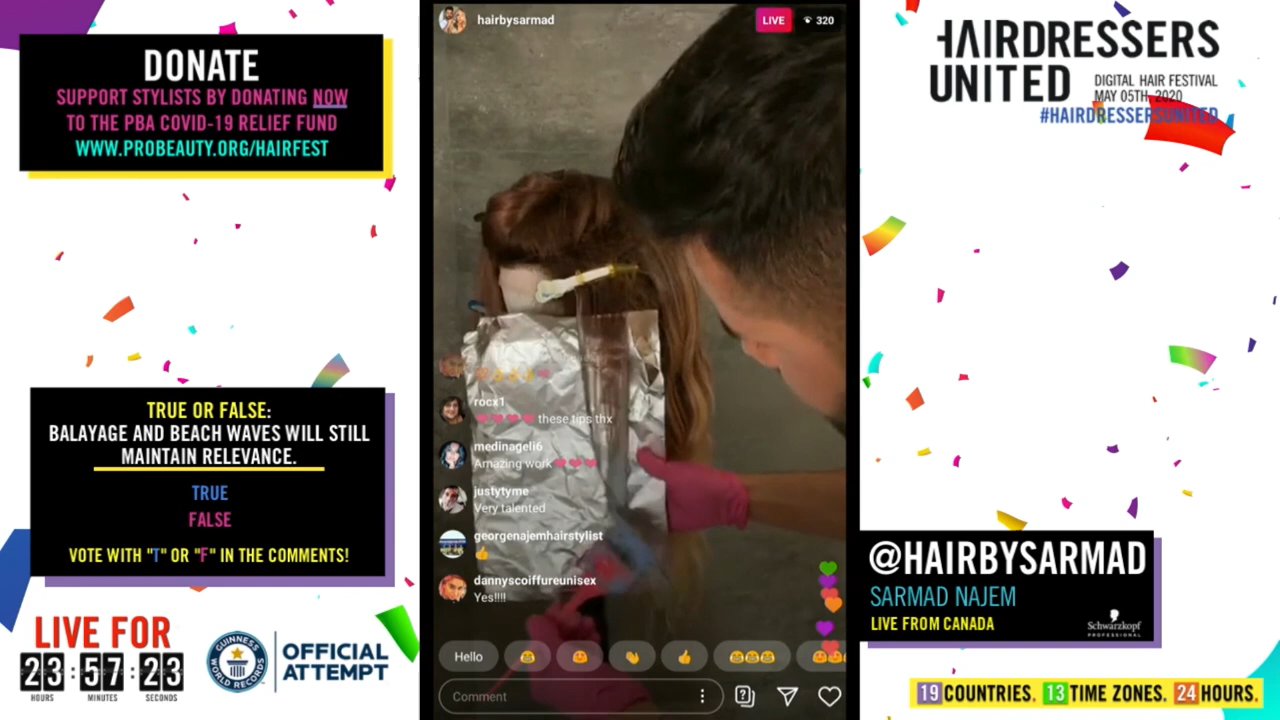 DONATE
SUPPORT STYLISTS BY DONATING NOW
TO THE PBA COVID-19 RELIEF FUND
WWW.PROBEAUTY.ORG/HAIRFEST
TRUE OR FALSE:
BALAYAGE AND BEACH WAVES WILL STILL
MAINTAIN RELEVANCE.
TRUE
FALSE
VOTE WITH "T" OR "F" IN THE COMMENTS!
LIVE FOR
23:57:23
HOURS MINUTES SECONDS
GUINNESS
WORLD RECORDS
OFFICIAL
ATTEMPT
hairbysarmad
LIVE
320
rocx1
these tips thx
medinageli6
Amazing work
justytyme
Very talented
georgenajemhairstylist
dannyscoiffureunisex
Yes!!!!
Hello
Comment
HAIRDRESSERS
UNITED
DIGITAL HAIR FESTIVAL
MAY 05TH, 2020
#HAIRDRESSERSUNITED
@HAIRBYSARMAD
SARMAD NAJEM
LIVE FROM CANADA
Schwarzkopf
PROFESSIONAL
19 COUNTRIES. 13 TIME ZONES. 24 HOURS.